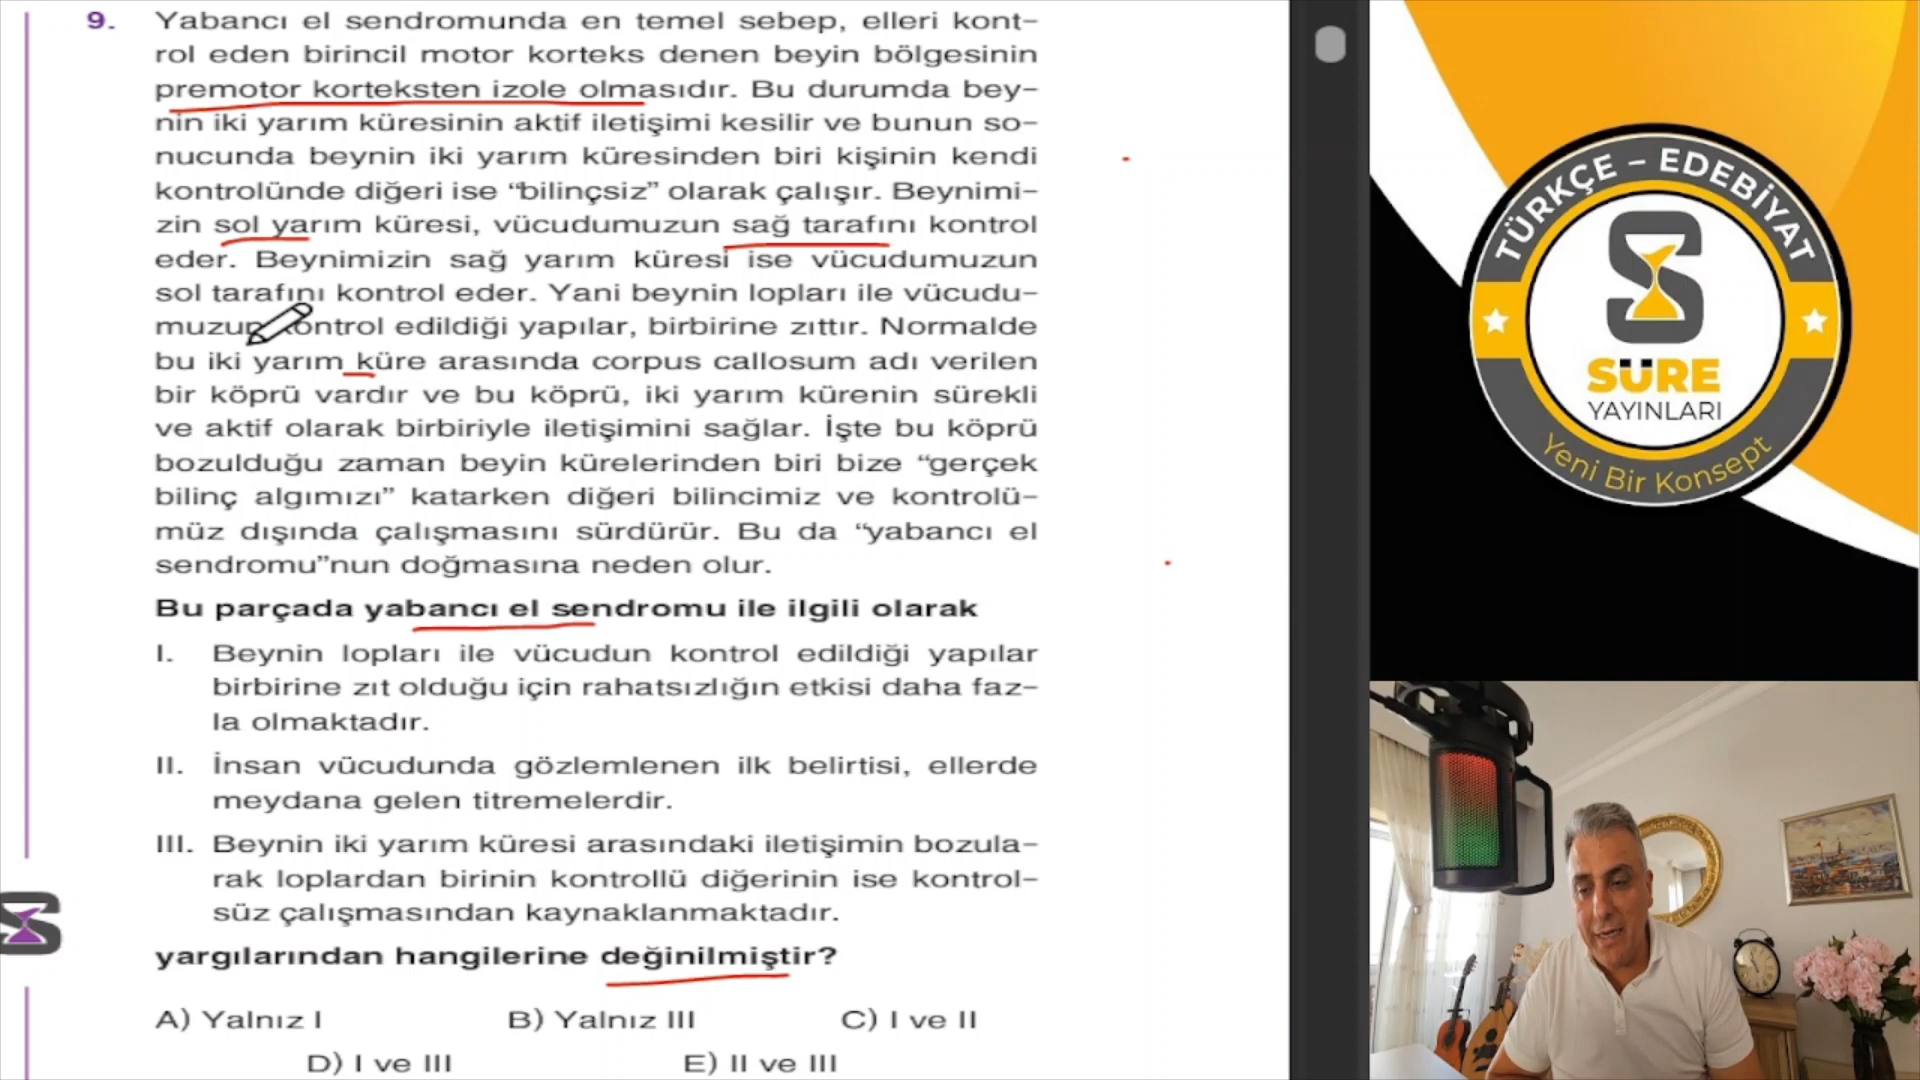 9. Yabancı el sendromunda en temel sebep, elleri kont-
rol eden birincil motor korteks denen beyin bölgesinin
premotor korteksten izole olmasıdır. Bu durumda bey-
nin iki yarım küresinin aktif iletişimi kesilir ve bunun so-
nucunda beynin iki yarım küresinden biri kişinin kendi
kontrolünde diğeri ise “bilinçsiz” olarak çalışır. Beynimi-
zin sol yarım küresi, vücudumuzun sağ tarafını kontrol
eder. Beynimizin sağ yarım küresi ise vücudumuzun
sol tarafını kontrol eder. Yani beynin lopları ile vücudu-
muzun kontrol edildiği yapılar, birbirine zıttır. Normalde
bu iki yarım küre arasında corpus callosum adı verilen
bir köprü vardır ve bu köprü, iki yarım kürenin sürekli
ve aktif olarak birbiriyle iletişimini sağlar. İşte bu köprü
bozulduğu zaman beyin kürelerinden biri bize “gerçek
bilinç algımızı” katarken diğeri bilincimiz ve kontrolü-
müz dışında çalışmasını sürdürür. Bu da “yabancı el
sendromu”nun doğmasına neden olur.
Bu parçada yabancı el sendromu ile ilgili olarak
I. Beynin lopları ile vücudun kontrol edildiği yapılar
birbirine zıt olduğu için rahatsızlığın etkisi daha faz-
la olmaktadır.
II. İnsan vücudunda gözlemlenen ilk belirtisi, ellerde
meydana gelen titremelerdir.
III. Beynin iki yarım küresi arasındaki iletişimin bozula-
rak loplardan birinin kontrollü diğerinin ise kontrol-
süz çalışmasından kaynaklanmaktadır.
yargılarından hangilerine değinilmiştir?
A) Yalnız I B) Yalnız III C) I ve II
D) I ve III E) II ve III
TÜRKÇE – EDEBİYAT
SÜRE
YAYINLARI
Yeni Bir Konsept